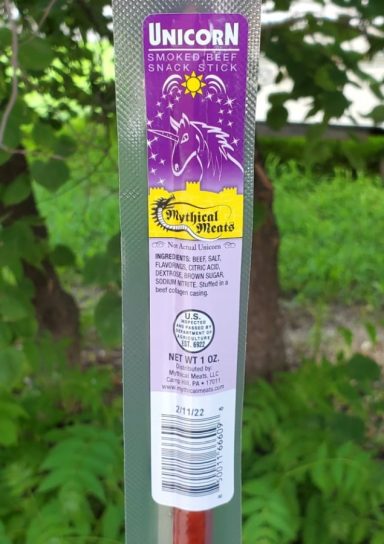 UNICORN
SMOKED BEEF
SNACK STICK
Mythical
Meats
Not Actual Unicorn
INGREDIENTS: BEEF, SALT,
FLAVORINGS, CITRIC ACID,
DEXTROSE, BROWN SUGAR,
SODIUM NITRITE. Stuffed in a
beef collagen casing.
U.S.
INSPECTED
AND PASSED BY
DEPARTMENT OF
AGRICULTURE
EST. 6922
NET WT 1 OZ.
Distributed by:
Mythical Meats, LLC
Camp Hill, PA • 17011
www.mythicalmeats.com
2/11/22